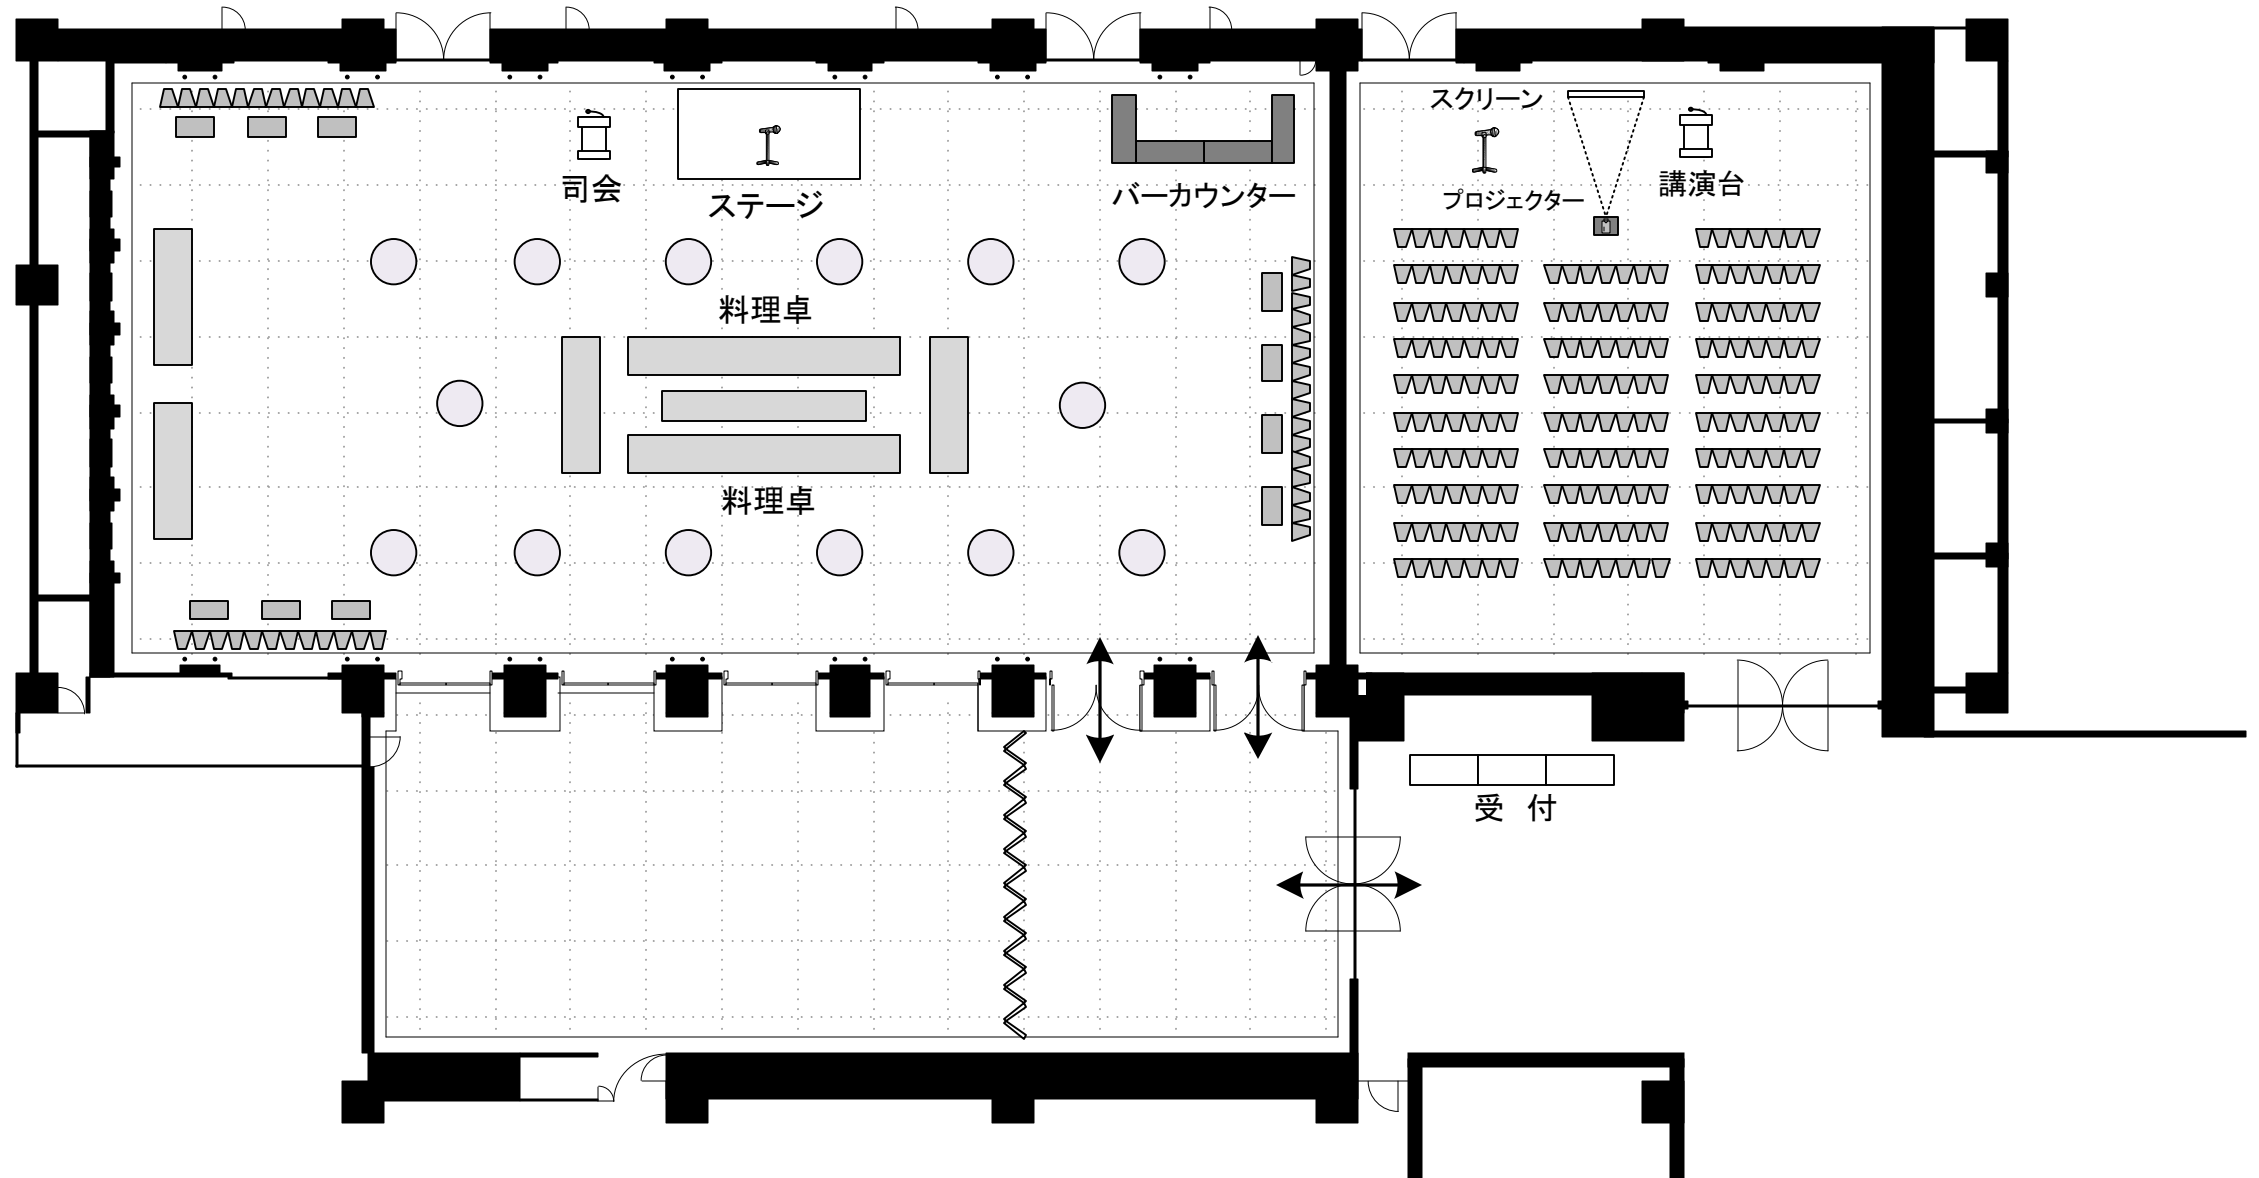 スクリーン
司会
ステージ
バーカウンター
プロジェクター
講演台
料理卓
料理卓
受 付